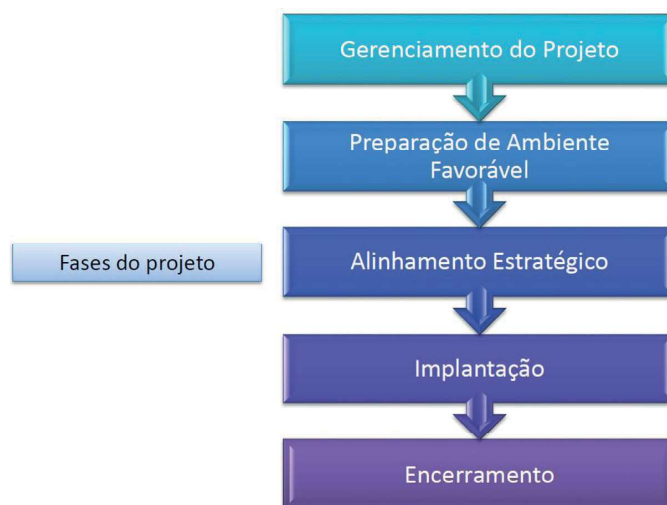 Gerenciamento do Projeto
Preparação de Ambiente
Favorável
Fases do projeto
Alinhamento Estratégico
Implantação
Encerramento